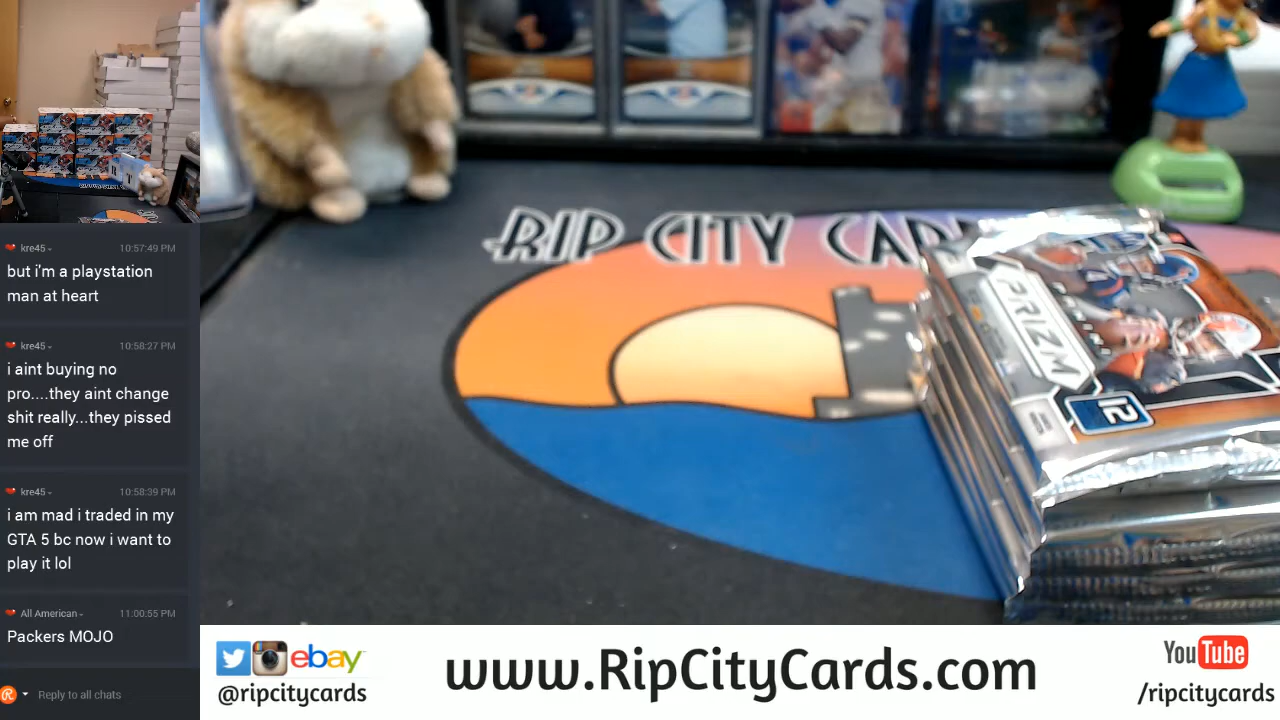 kre45 10:57:49 PM
but i'm a playstation
man at heart
kre45 10:58:27 PM
i aint buying no
pro....they aint change
shit really...they pissed
me off
kre45 10:58:39 PM
i am mad i traded in my
GTA 5 bc now i want to
play it lol
All American 11:00:55 PM
Packers MOJO
Reply to all chats
RIP CITY CAR
PRIZM
12
ebay
@ripcitycards
www.RipCityCards.com
YouTube
/ripcitycards